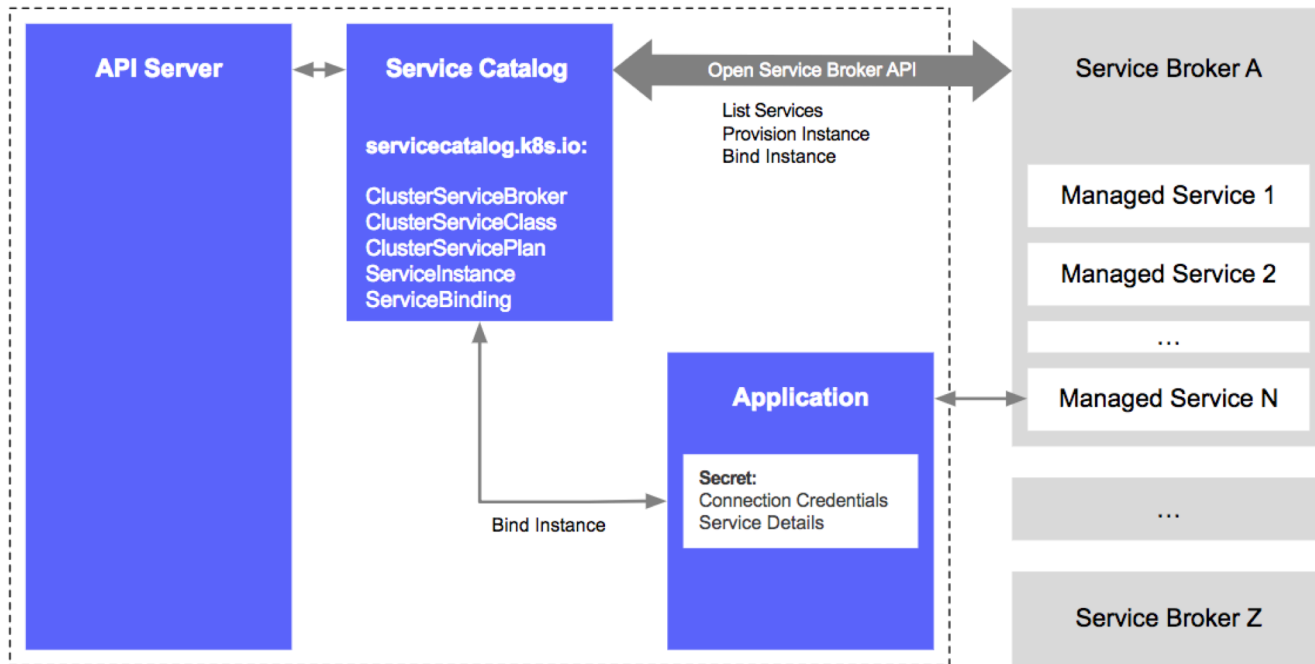 API Server
Service Catalog
servicecatalog.k8s.io:
ClusterServiceBroker
ClusterServiceClass
ClusterServicePlan
ServiceInstance
ServiceBinding
Open Service Broker API
List Services
Provision Instance
Bind Instance
Service Broker A
Managed Service 1
Managed Service 2
...
Managed Service N
Application
Secret:
Connection Credentials
Service Details
Bind Instance
...
Service Broker Z